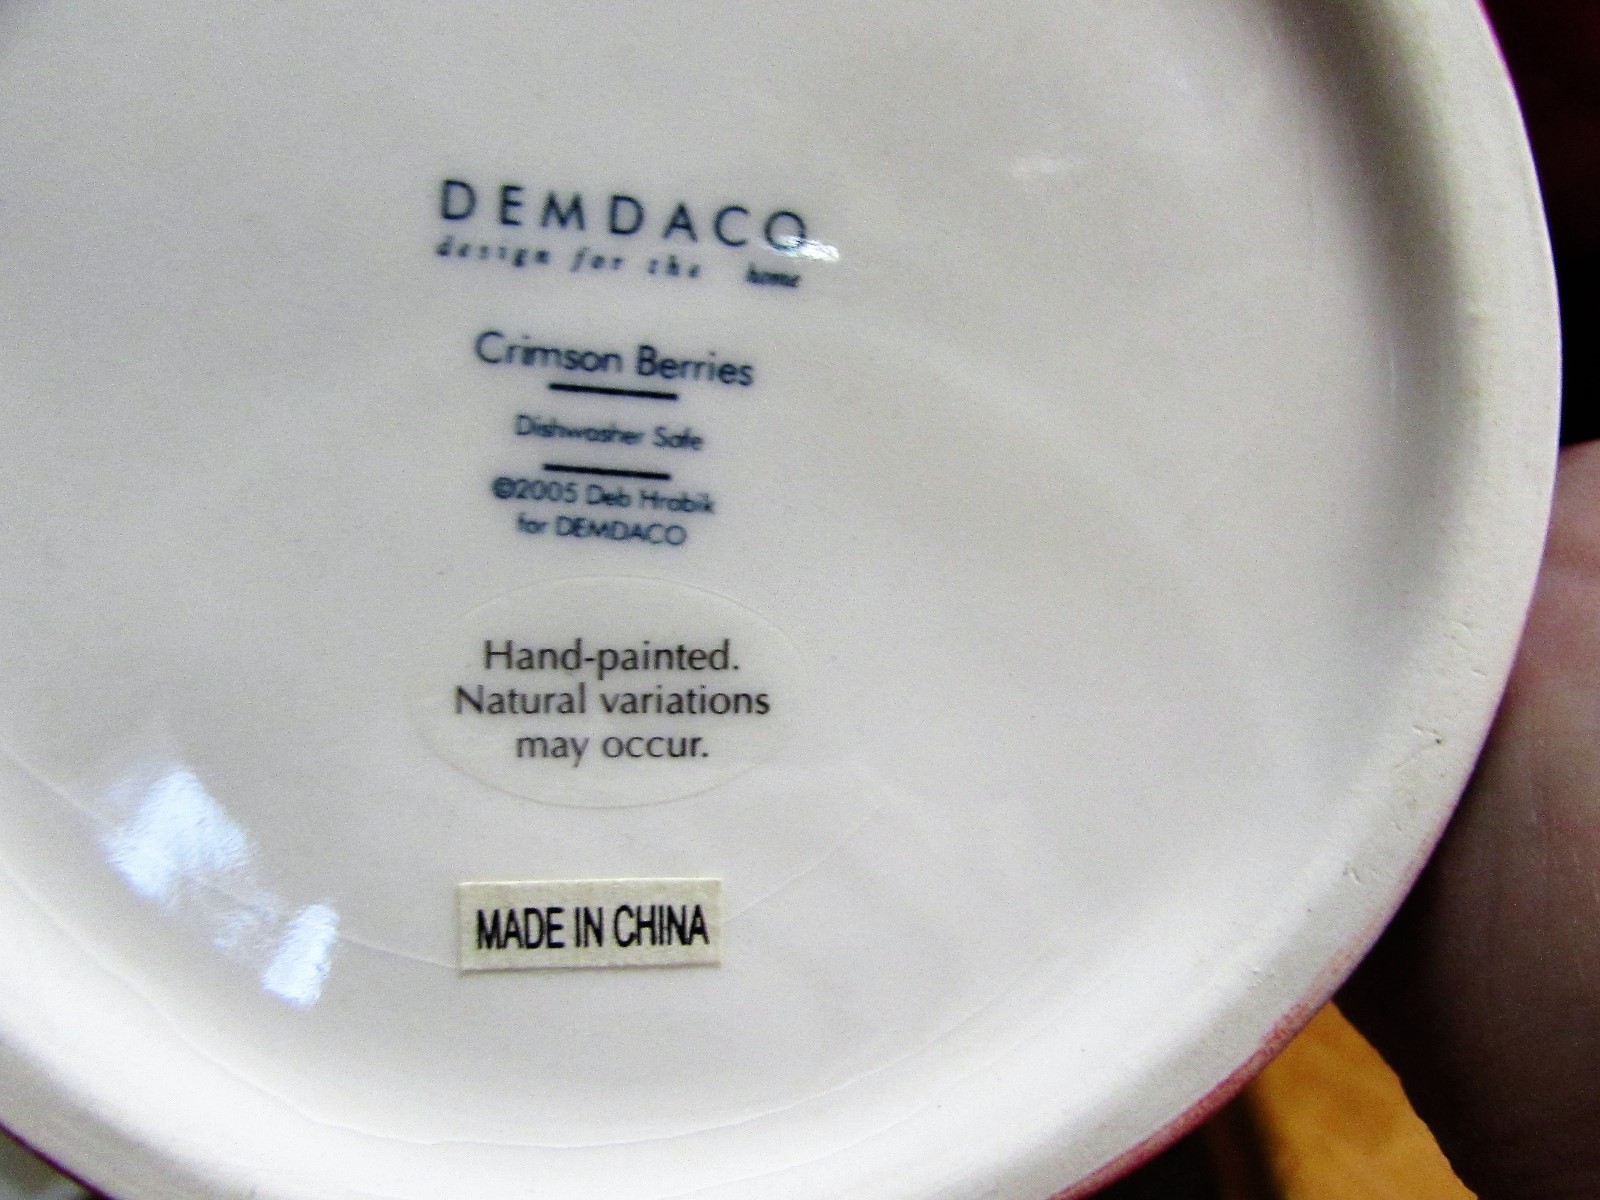 DEMDACO
design for the home
Crimson Berries
Dishwasher Safe
©2005 Deb Hrabik
for DEMDACO
Hand-painted.
Natural variations
may occur.
MADE IN CHINA